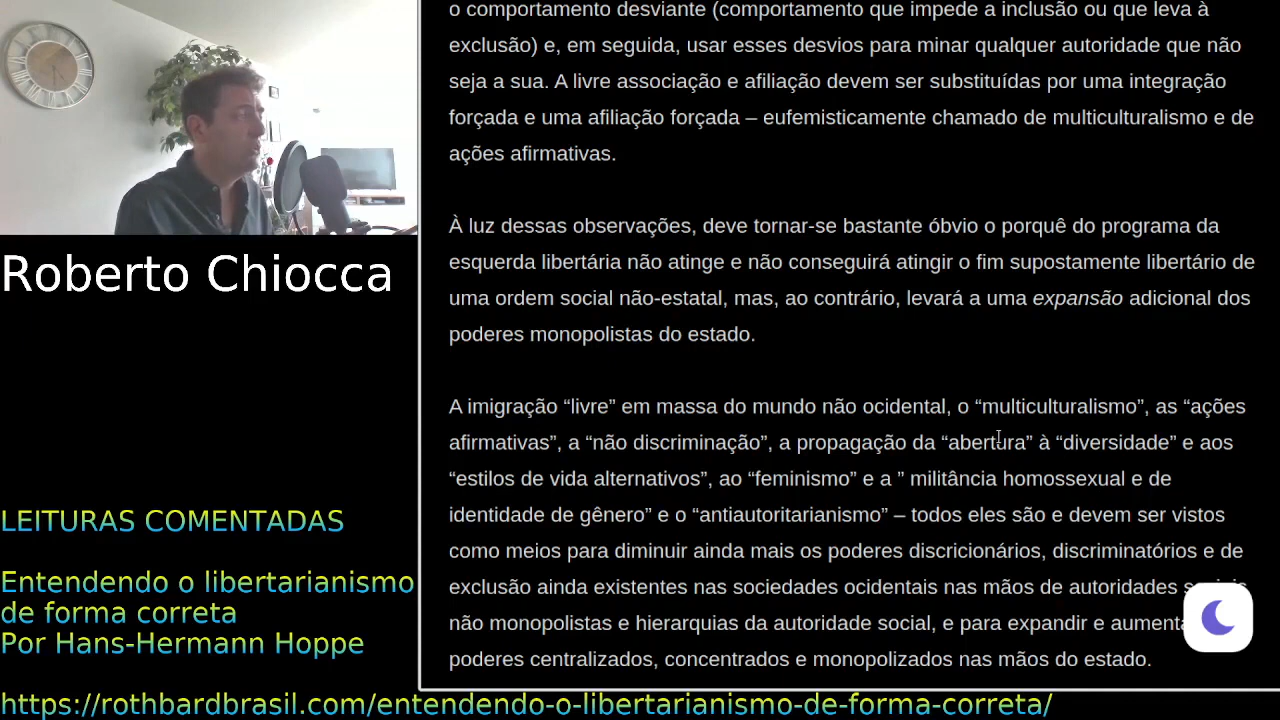 o comportamento desviante (comportamento que impede a inclusão ou que leva à
exclusão) e, em seguida, usar esses desvios para minar qualquer autoridade que não
seja a sua. A livre associação e afiliação devem ser substituídas por uma integração
forçada e uma afiliação forçada – eufemisticamente chamado de multiculturalismo e de
ações afirmativas.
À luz dessas observações, deve tornar-se bastante óbvio o porquê do programa da
esquerda libertária não atinge e não conseguirá atingir o fim supostamente libertário de
uma ordem social não-estatal, mas, ao contrário, levará a uma expansão adicional dos
poderes monopolistas do estado.
A imigração “livre” em massa do mundo não ocidental, o “multiculturalismo”, as “ações
afirmativas”, a “não discriminação”, a propagação da “abertura” à “diversidade” e aos
“estilos de vida alternativos”, ao “feminismo” e a ” militância homossexual e de
identidade de gênero” e o “antiautoritarianismo” – todos eles são e devem ser vistos
como meios para diminuir ainda mais os poderes discricionários, discriminatórios e de
exclusão ainda existentes nas sociedades ocidentais nas mãos de autoridades
não monopolistas e hierarquias da autoridade social, e para expandir e
poderes centralizados, concentrados e monopolizados nas mãos do estado.
Roberto Chiocca
LEITURAS COMENTADAS
Entendendo o libertarianismo
de forma correta
Por Hans-Hermann Hoppe
https://rothbardbrasil.com/entendendo-o-libertarianismo-de-forma-correta/